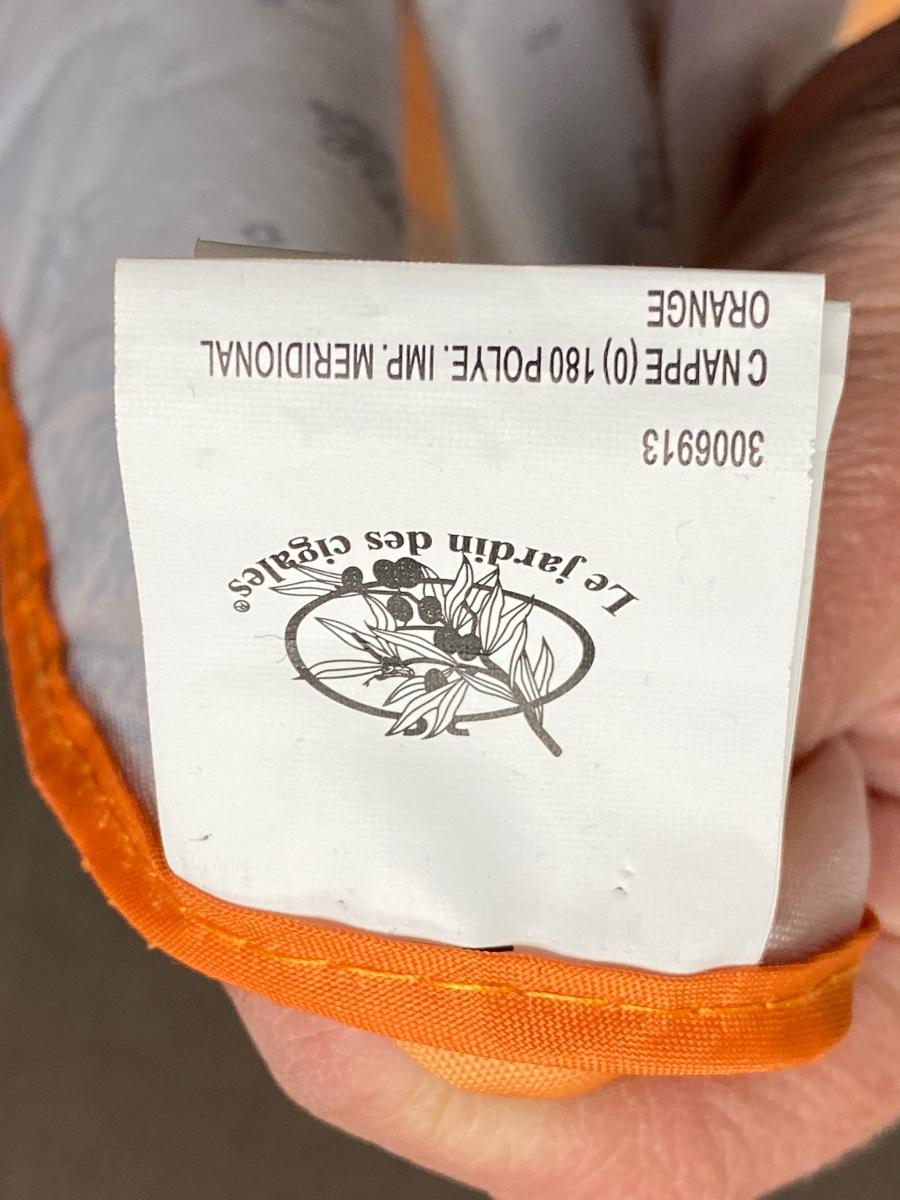 Le jardin des cigales®
3006913
C NAPPE (0) 180 POLYE. IMP. MERIDIONAL
ORANGE